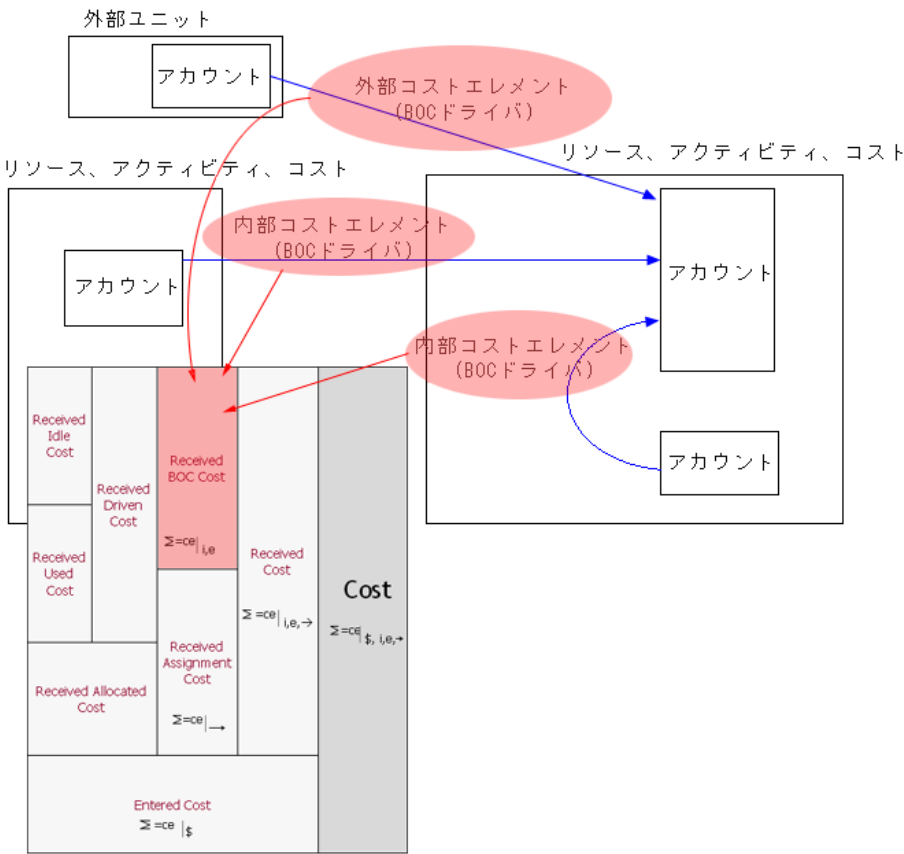 外部ユニット
アカウント
外部コストエレメント
(BOCドライバ)
リソース、アクティビティ、コスト
リソース、アクティビティ、コスト
内部コストエレメント
(BOCドライバ)
アカウント
アカウント
内部コストエレメント
(BOCドライバ)
アカウント
Received
Idle
Cost
Received
Driven
Cost
Received
BOC Cost
Σ=ce|i,e
Received
Used
Cost
Received
Cost
Σ=ce|i,e,→
Cost
Σ=ce|$, i,e,→
Received
Assignment
Cost
Σ=ce|→
Received Allocated
Cost
Entered Cost
Σ=ce |$